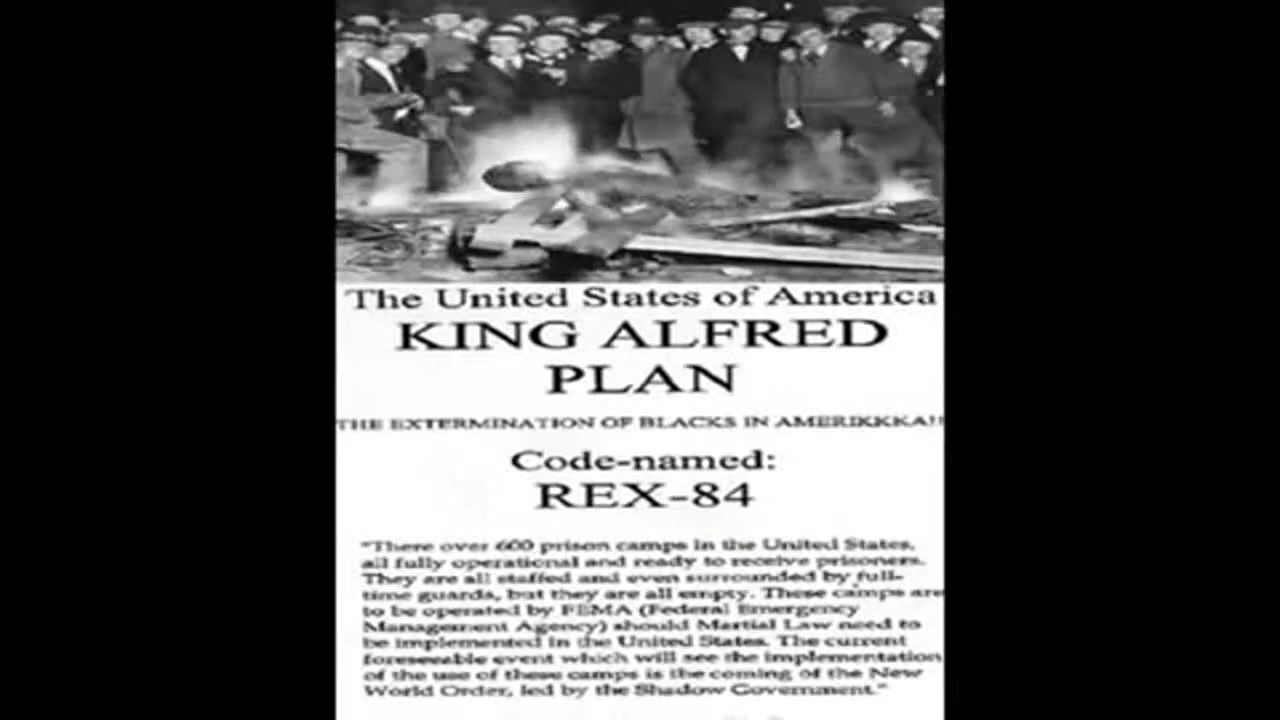 The United States of America
KING ALFRED
PLAN
THE EXTERMINATION OF BLACKS IN AMERIKKKA!!
Code-named:
REX-84
"There over 600 prison camps in the United States,
all fully operational and ready to receive prisoners.
They are all staffed and even surrounded by full-
time guards, but they are all empty. These camps are
to be operated by FEMA (Federal Emergency
Management Agency) should Martial Law need to
be implemented in the United States. The current
foreseeable event which will see the implementation
of the use of these camps is the coming of the New
World Order, led by the Shadow Government."